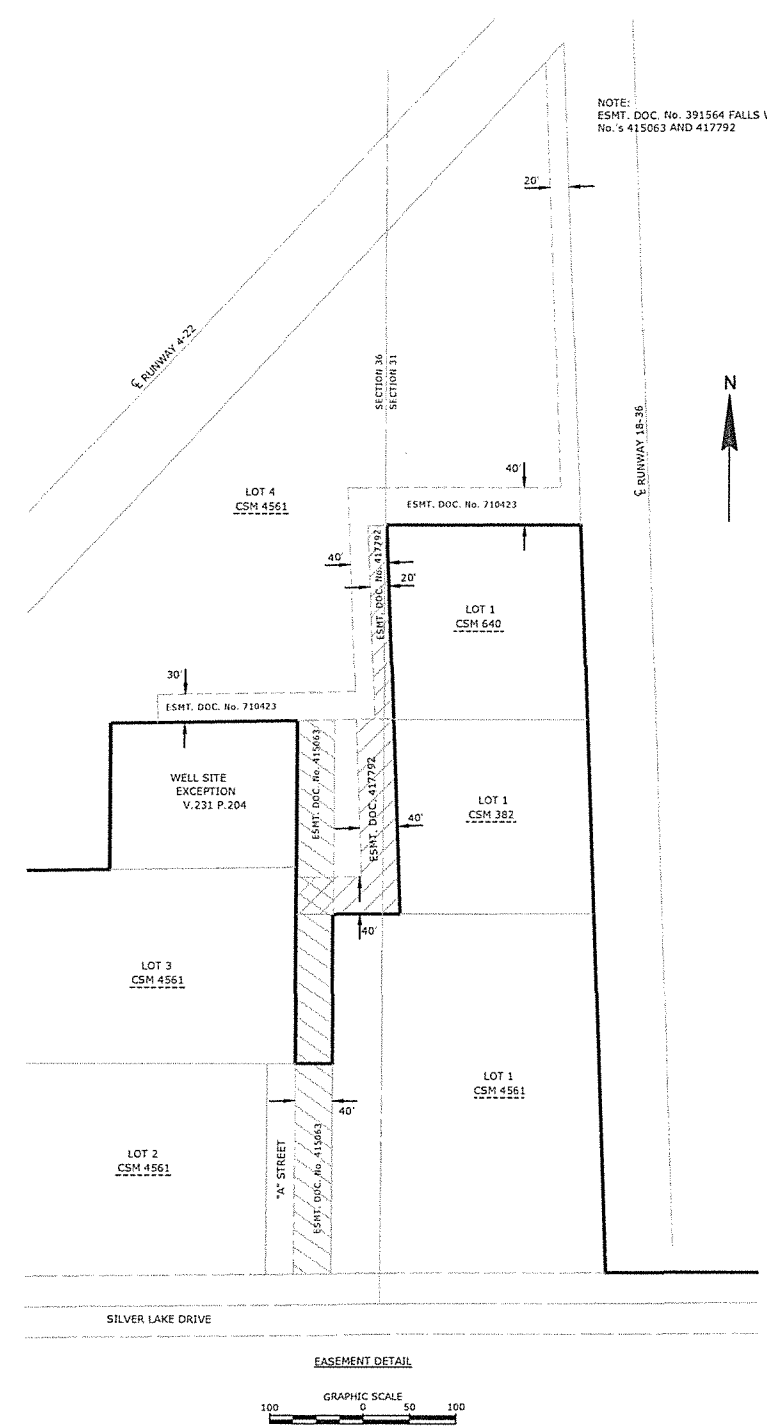 NOTE:
ESMT. DOC. No. 391564 FALLS
No.'s 415063 AND 417792
20'
℄ RUNWAY 4-22
SECTION 36
SECTION 31
N
℄ RUNWAY 18-36
LOT 4
CSM 4561
40'
ESMT. DOC. No. 710423
40'
20'
ESMT. DOC. No. 417792
LOT 1
CSM 640
30'
ESMT. DOC. No. 710423
WELL SITE
EXCEPTION
V.231 P.204
ESMT. DOC. No. 415063
ESMT. DOC. 417792
LOT 1
CSM 382
40'
40'
LOT 3
CSM 4561
LOT 1
CSM 4561
40'
LOT 2
CSM 4561
"A" STREET
ESMT. DOC. No. 415063
SILVER LAKE DRIVE
EASEMENT DETAIL
GRAPHIC SCALE
100 0 50 100